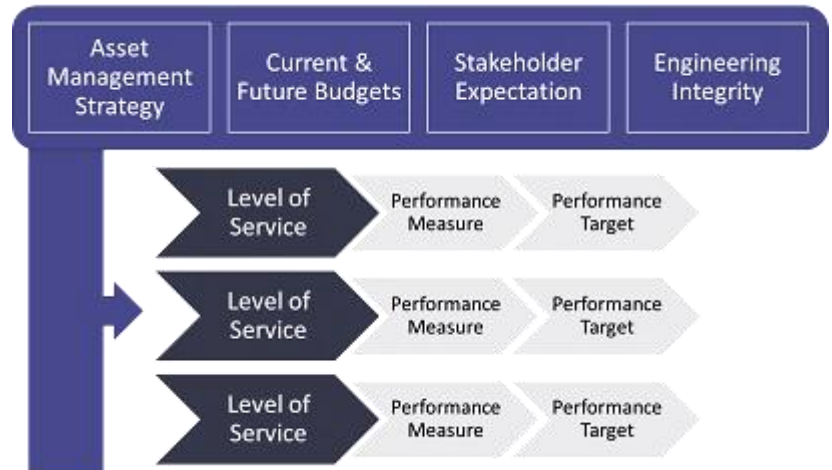 Asset
Management
Strategy
Current &
Future Budgets
Stakeholder
Expectation
Engineering
Integrity
Level of
Service
Performance
Measure
Performance
Target
Level of
Service
Performance
Measure
Performance
Target
Level of
Service
Performance
Measure
Performance
Target